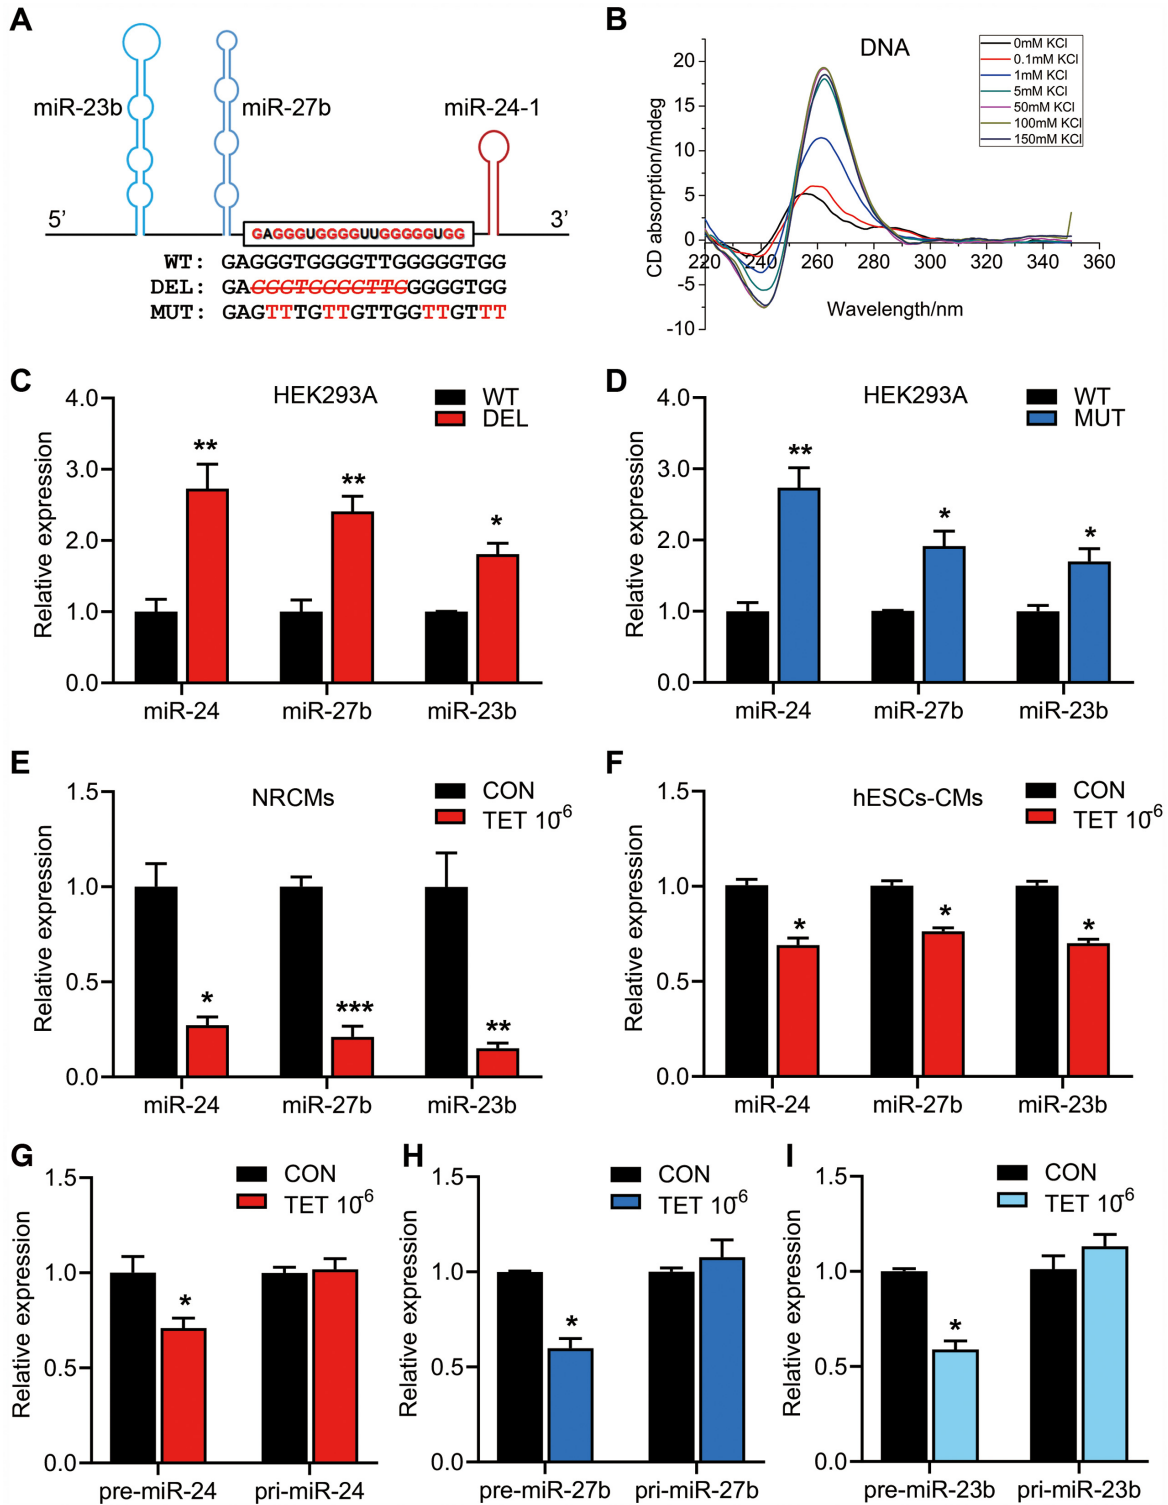 A
miR-23b
miR-27b
miR-24-1
5’
3’
GAGGGUGGGGUUGGGGGUGG
WT: GAGGGTGGGGTTGGGGGTGG
DEL: GACCCTCCCCTTCGGGGTGG
MUT: GAGTTTGTTGTTGGTTGTTT
B
DNA
0mM KCl
0.1mM KCl
1mM KCl
5mM KCl
50mM KCl
100mM KCl
150mM KCl
CD absorption/mdeg
20
15
10
5
0
-5
-10
220 240 260 280 300 320 340 360
Wavelength/nm
C
HEK293A
WT
DEL
Relative expression
4.0
3.0
2.0
1.0
0.0
** ** *
miR-24 miR-27b miR-23b
D
HEK293A
WT
MUT
Relative expression
4.0
3.0
2.0
1.0
0.0
** * *
miR-24 miR-27b miR-23b
E
NRCMs
CON
TET 10-6
Relative expression
1.5
1.0
0.5
0.0
* *** **
miR-24 miR-27b miR-23b
F
hESCs-CMs
CON
TET 10-6
Relative expression
1.5
1.0
0.5
0.0
* * *
miR-24 miR-27b miR-23b
G
CON
TET 10-6
Relative expression
1.5
1.0
0.5
0.0
*
pre-miR-24 pri-miR-24
H
CON
TET 10-6
Relative expression
1.5
1.0
0.5
0.0
*
pre-miR-27b pri-miR-27b
I
CON
TET 10-6
Relative expression
1.5
1.0
0.5
0.0
*
pre-miR-23b pri-miR-23b